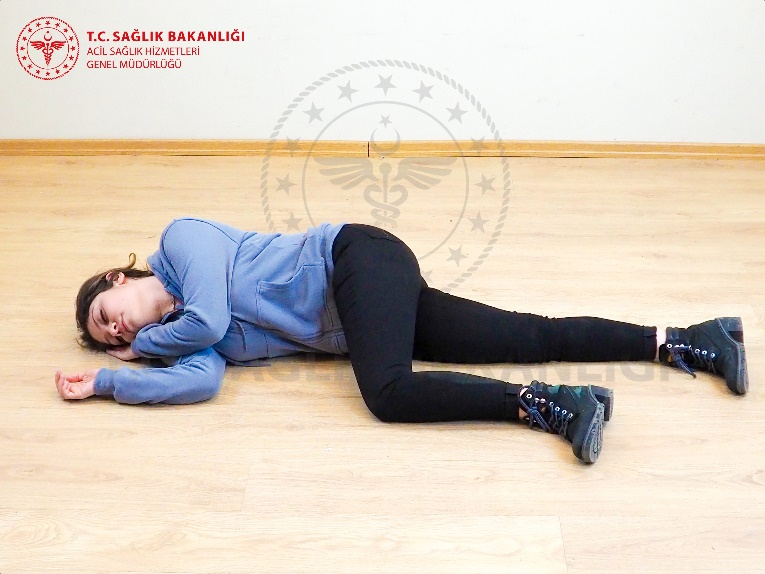 T.C. SAĞLIK BAKANLIĞI
ACİL SAĞLIK HİZMETLERİ
GENEL MÜDÜRLÜĞÜ